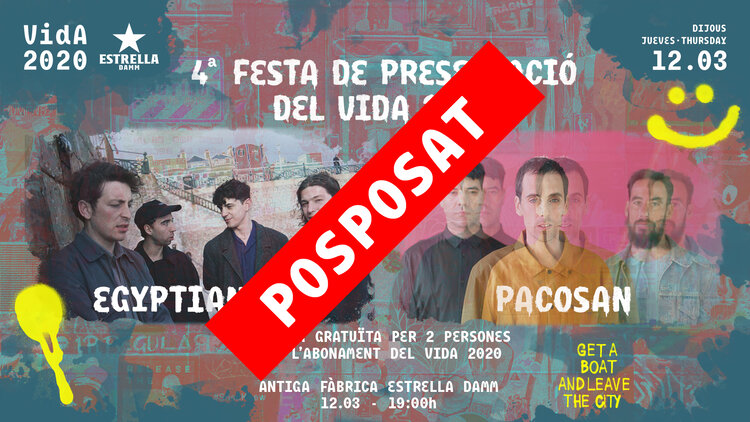 VidA
2020
ESTRELLA
DAMM
DIJOUS
JUEVES·THURSDAY
12.03
4ª FESTA DE
DEL VIDA
POSPOSAT
EGYPTIAN
PACOSAN
GRATUÏTA PER 2 PERSONES
L'ABONAMENT DEL VIDA 2020
ANTIGA FÀBRICA ESTRELLA DAMM
12.03 - 19:00h
GET A
BOAT
AND LEAVE
THE CITY